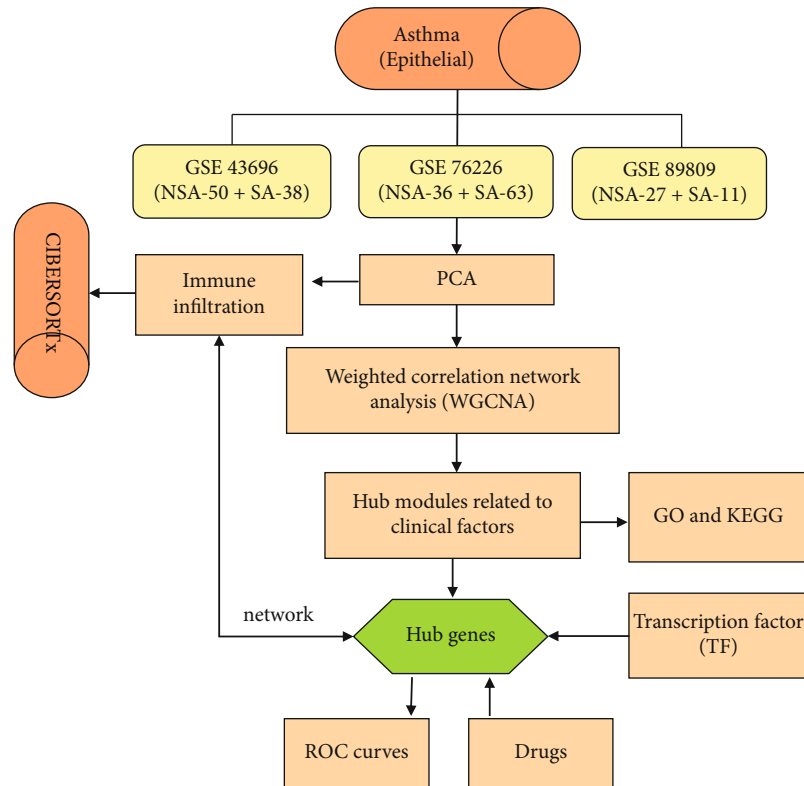 Asthma
(Epithelial)
GSE 43696
(NSA-50 + SA-38)
GSE 76226
(NSA-36 + SA-63)
GSE 89809
(NSA-27 + SA-11)
CIBERSORTx
Immune
infiltration
PCA
Weighted correlation network
analysis (WGCNA)
Hub modules related to
clinical factors
GO and KEGG
network
Hub genes
Transcription factor
(TF)
ROC curves
Drugs